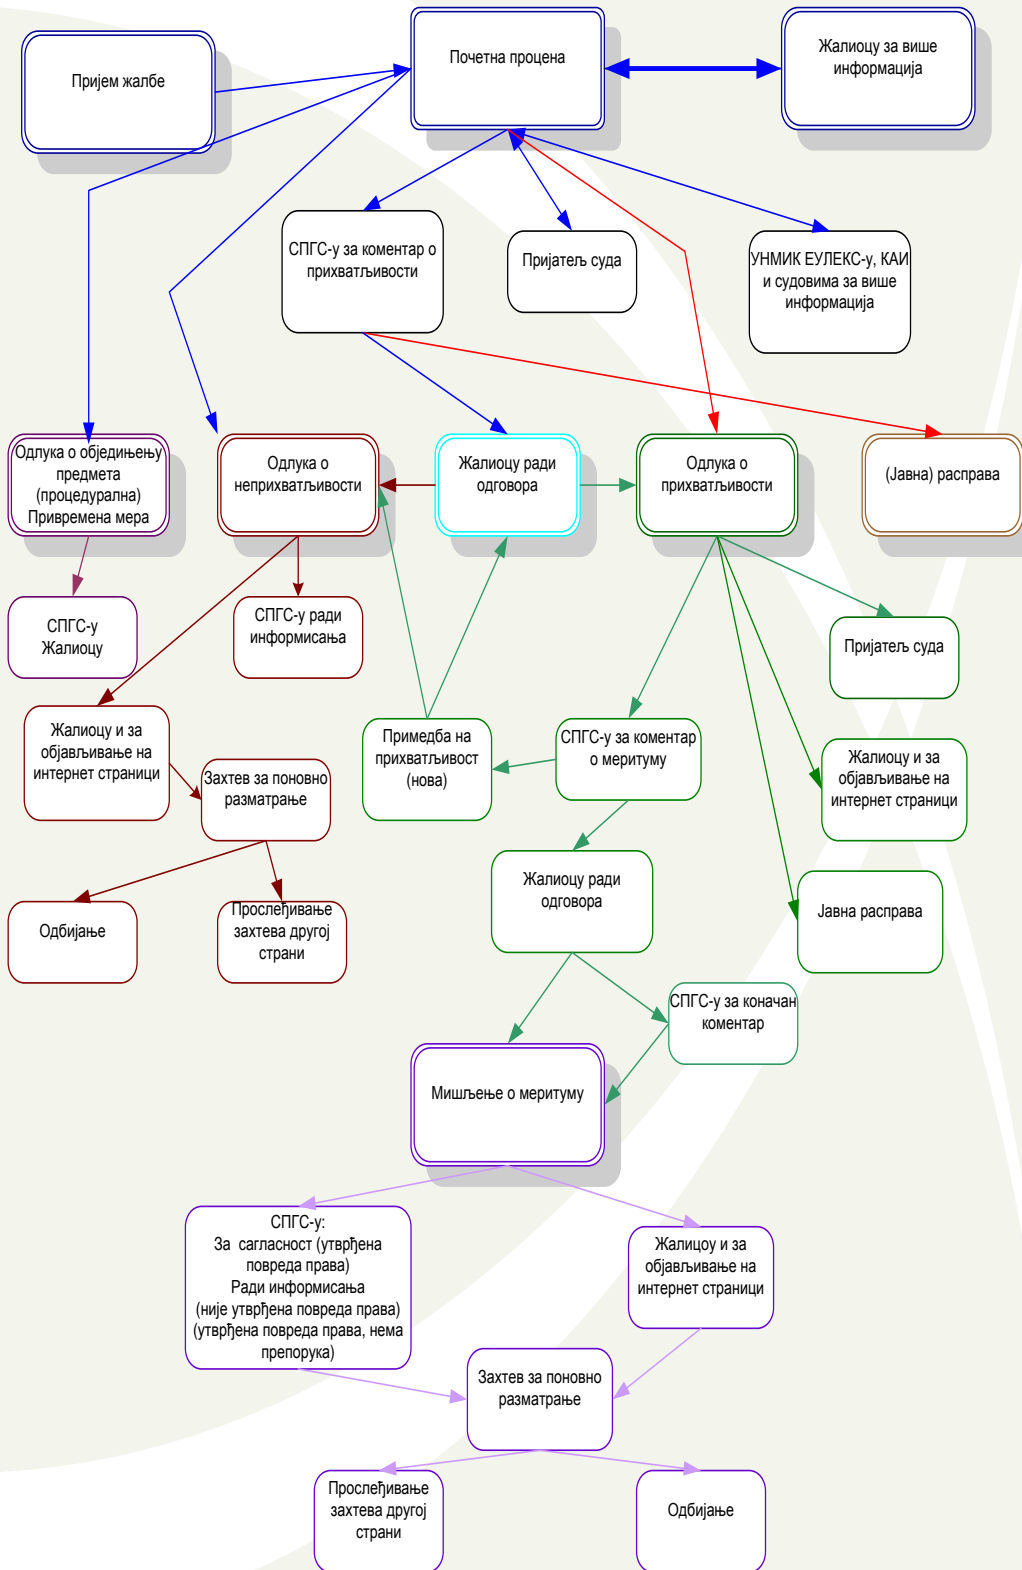 Пријем жалбе
Почетна процена
Жалиоцу за више
информација
СПГС-у за коментар о
прихватљивости
Пријатељ суда
УНМИК ЕУЛЕКС-у, КАИ
и судовима за више
информација
Одлука о обједињењу
предмета
(процедурална)
Привремена мера
Одлука о
неприхватљивости
Жалиоцу ради
одговора
Одлука о
прихватљивости
(Јавна) расправа
СПГС-у
Жалиоцу
СПГС-у ради
информисања
Пријатељ суда
Жалиоцу и за
објављивање на
интернет страници
Захтев за поновно
разматрање
Примедба на
прихватљивост
(нова)
СПГС-у за коментар
о меритуму
Жалиоцу и за
објављивање на
интернет страници
Жалиоцу ради
одговора
Јавна расправа
Одбијање
Прослеђивање
захтева другој
страни
СПГС-у за коначан
коментар
Мишљење о меритуму
СПГС-у:
За  сагласност (утврђена
повреда права)
Ради информисања
(није утврђена повреда права)
(утврђена повреда права, нема
препорука)
Жалицоу и за
објављивање на
интернет страници
Захтев за поновно
разматрање
Прослеђивање
захтева другој
страни
Одбијање